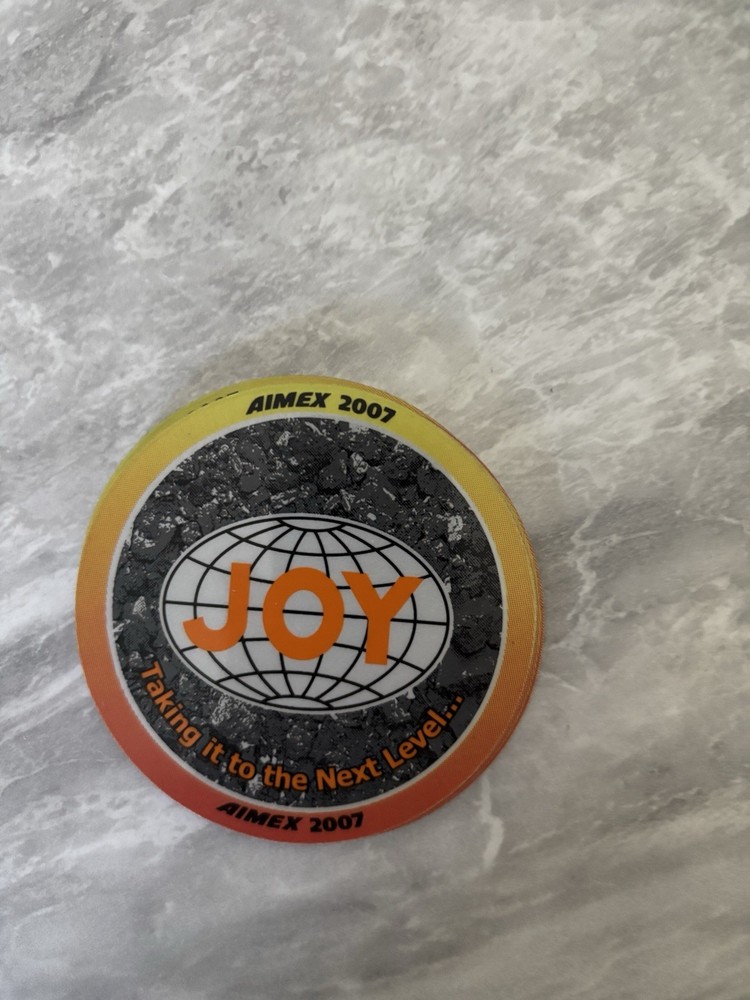 AIMEX 2007
JOY
Taking it to the Next Level...
AIMEX 2007